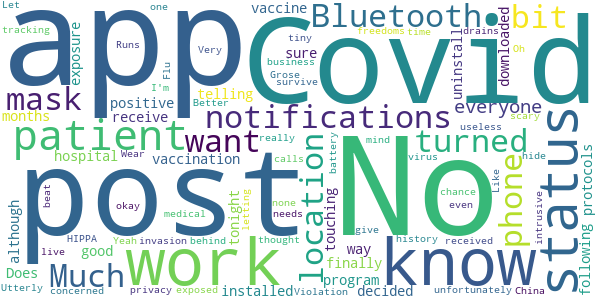 Let
one
vaccine
Bluetooth
bit
tracking
exposure
app
Covid
Runs
Flu
Very
I'm
tiny
sure
business
Grose
survive
freedoms
time
uninstall
drains
Oh
downloaded
mask
positive
telling
everyone
months
receive
Better
notifications
useless
scary
patient
want
really
battery
mind
virus
turned
hide
status
hospital
vaccination
Wear
calls
location
touching
No
phone
Like
chance
even
intrusive
following protocols
post
beat
okay
medical
tonight
letting
none
needs
give
history
received
although
HIPPA
Yeah
invasion
behind
thought
way
finally
live
good
work
know
Does
Much
program
decided
Utterly
concerned
privacy
exposed
installed
Violation
unfortunately
China